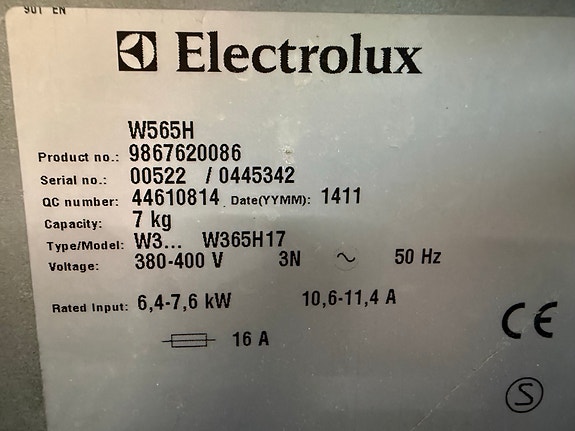 901 EN
Electrolux
W565H
Product no.: 9867620086
Serial no.: 00522 / 0445342
QC number: 44610814 Date(YYMM): 1411
Capacity: 7 kg
Type/Model: W3... W365H17
Voltage: 380-400 V 3N ~ 50 Hz
Rated Input: 6,4-7,6 kW 10,6-11,4 A
16 A
CE
S